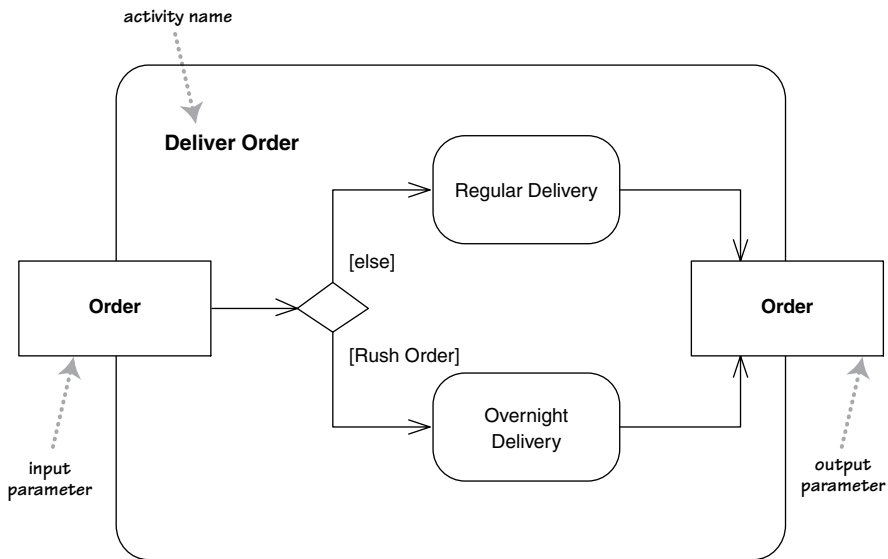 activity name
Deliver Order
Regular Delivery
[else]
Order
Order
[Rush Order]
Overnight
Delivery
input
parameter
output
parameter